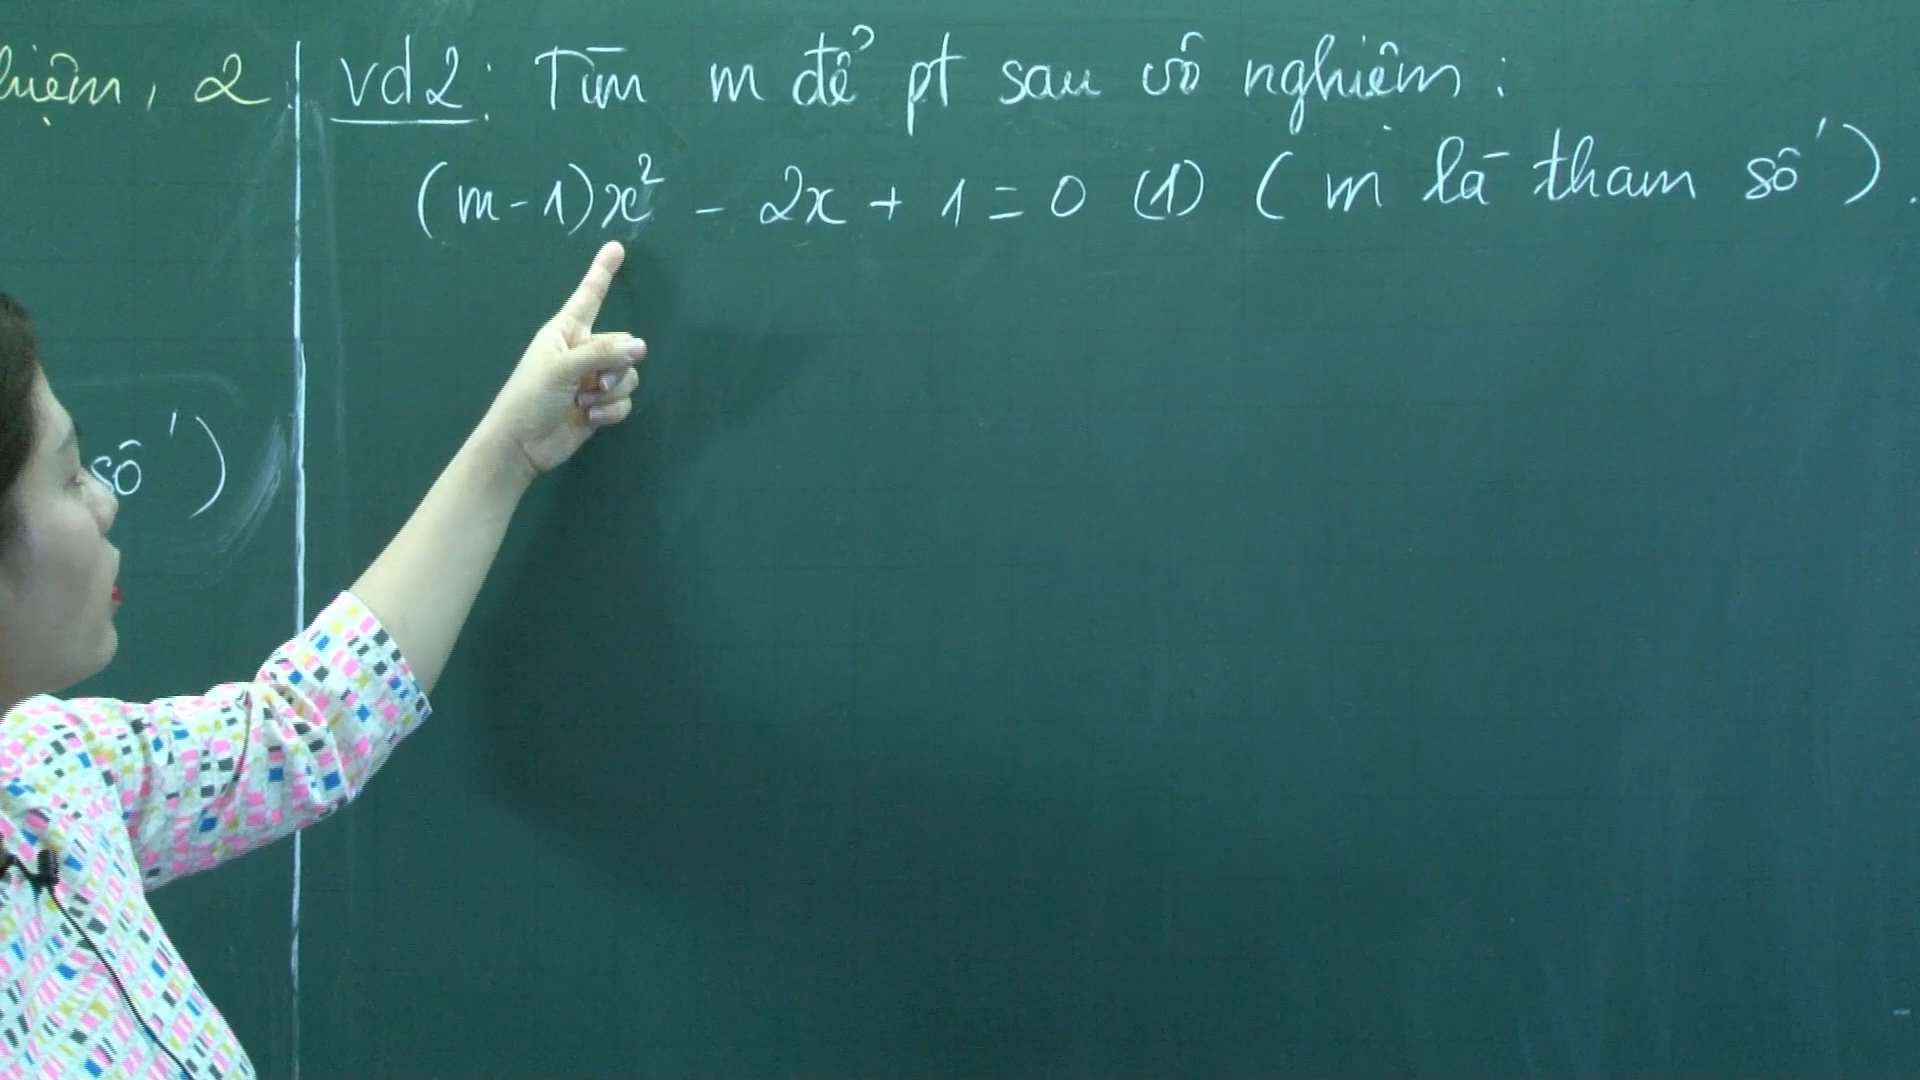 hiệm, 2
số)
vd2: Tìm m để pt sau vô nghiệm:
(m-1)x² - 2x + 1 = 0 (1) (m là tham số).